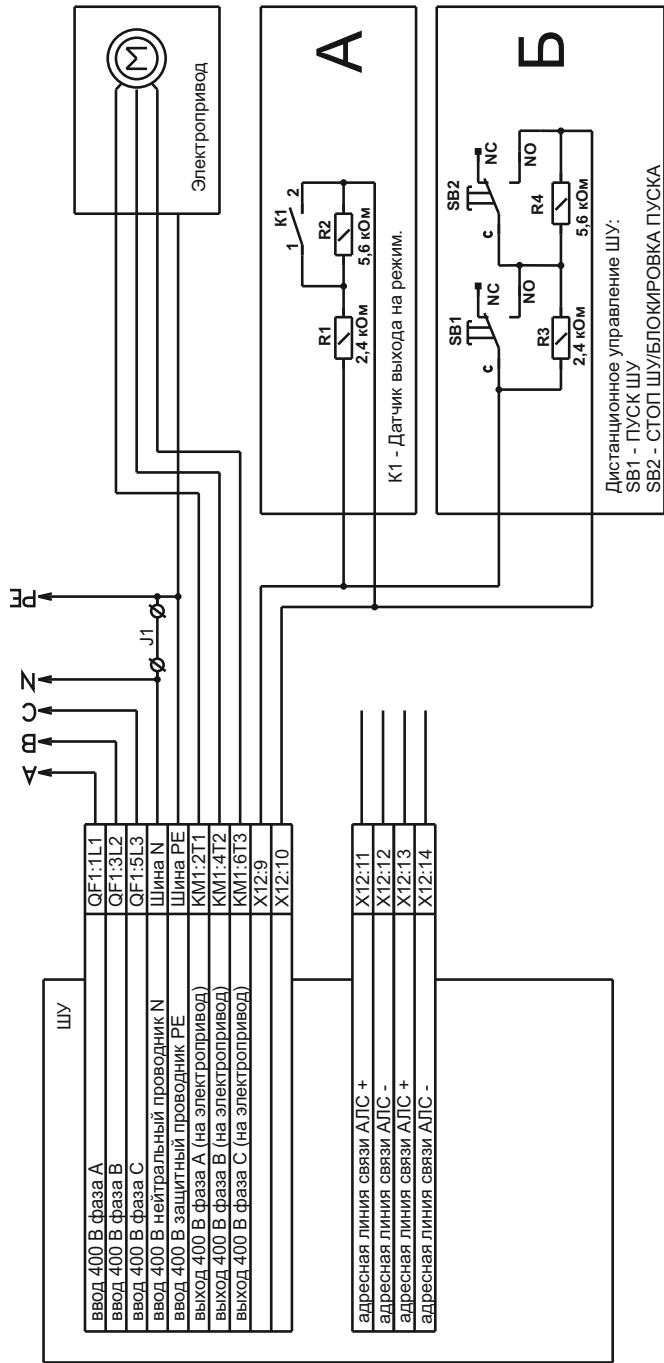 ШУ
ввод 400 В фаза А QF1:1L1
ввод 400 В фаза В QF1:3L2
ввод 400 В фаза С QF1:5L3
ввод 400 В нейтральный проводник N Шина N
ввод 400 В защитный проводник PE Шина PE
выход 400 В фаза А (на электропривод) KM1:2T1
выход 400 В фаза В (на электропривод) KM1:4T2
выход 400 В фаза С (на электропривод) KM1:6T3
X12:9
X12:10
адресная линия связи АЛС + X12:11
адресная линия связи АЛС - X12:12
адресная линия связи АЛС + X12:13
адресная линия связи АЛС - X12:14
A
B
C
N
PE
J1
M
Электропривод
А
K1
1
2
R1
2,4 кОм
R2
5,6 кОм
К1 - Датчик выхода на режим.
Б
SB1
NC
c
NO
SB2
NC
c
NO
R3
2,4 кОм
R4
5,6 кОм
Дистанционное управление ШУ:
SB1 - ПУСК ШУ
SB2 - СТОП ШУ/БЛОКИРОВКА ПУСКА